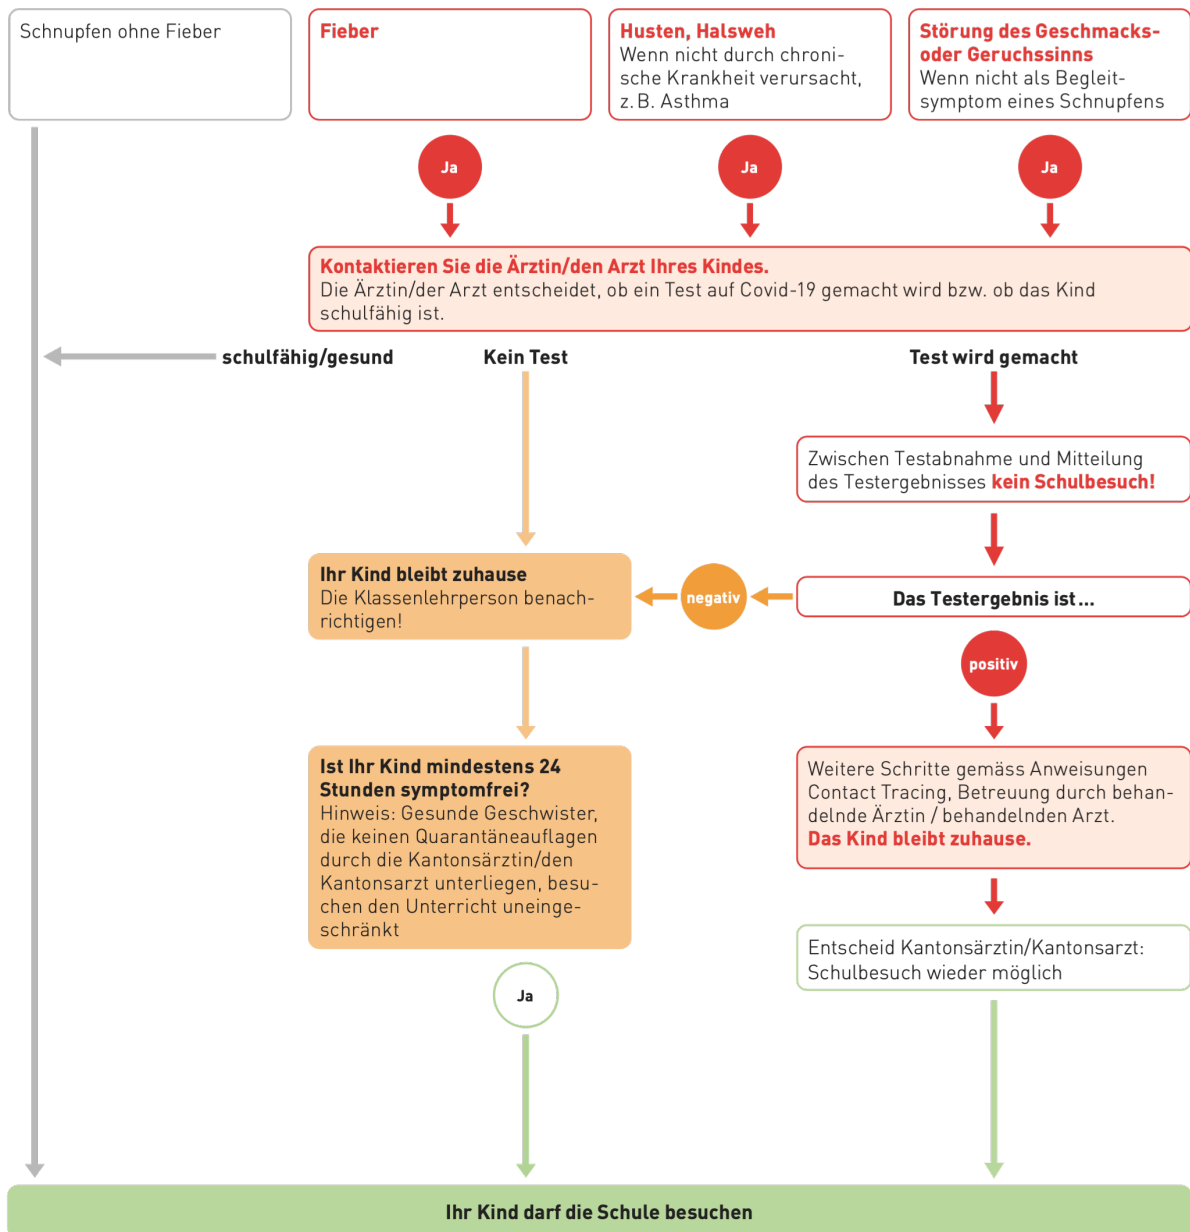 Schnupfen ohne Fieber
Fieber
Husten, Halsweh
Wenn nicht durch chroni-
sche Krankheit verursacht,
z. B. Asthma
Störung des Geschmacks-
oder Geruchssinns
Wenn nicht als Begleit-
symptom eines Schnupfens
Ja
Ja
Ja
Kontaktieren Sie die Ärztin/den Arzt Ihres Kindes.
Die Ärztin/der Arzt entscheidet, ob ein Test auf Covid-19 gemacht wird bzw. ob das Kind
schulfähig ist.
schulfähig/gesund
Kein Test
Test wird gemacht
Zwischen Testabnahme und Mitteilung
des Testergebnisses kein Schulbesuch!
Ihr Kind bleibt zuhause
Die Klassenlehrperson benach-
richtigen!
negativ
Das Testergebnis ist ...
positiv
Ist Ihr Kind mindestens 24
Stunden symptomfrei?
Hinweis: Gesunde Geschwister,
die keinen Quarantäneauflagen
durch die Kantonsärztin/den
Kantonsarzt unterliegen, besu-
chen den Unterricht uneinge-
schränkt
Weitere Schritte gemäss Anweisungen
Contact Tracing, Betreuung durch behan-
delnde Ärztin / behandelnden Arzt.
Das Kind bleibt zuhause.
Entscheid Kantonsärztin/Kantonsarzt:
Schulbesuch wieder möglich
Ja
Ihr Kind darf die Schule besuchen